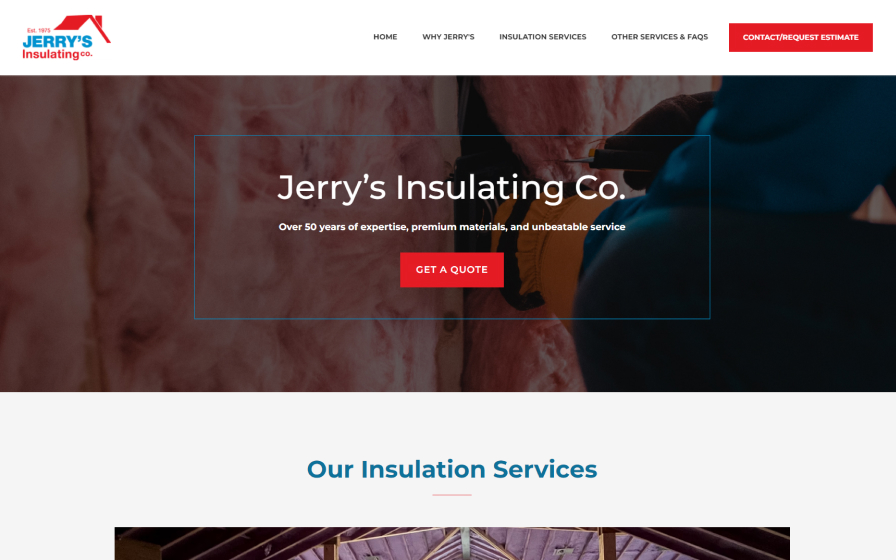 Est. 1975
JERRY'S
Insulating co.
HOME
WHY JERRY'S
INSULATION SERVICES
OTHER SERVICES & FAQS
CONTACT/REQUEST ESTIMATE
Jerry's Insulating Co.
Over 50 years of expertise, premium materials, and unbeatable service
GET A QUOTE
Our Insulation Services